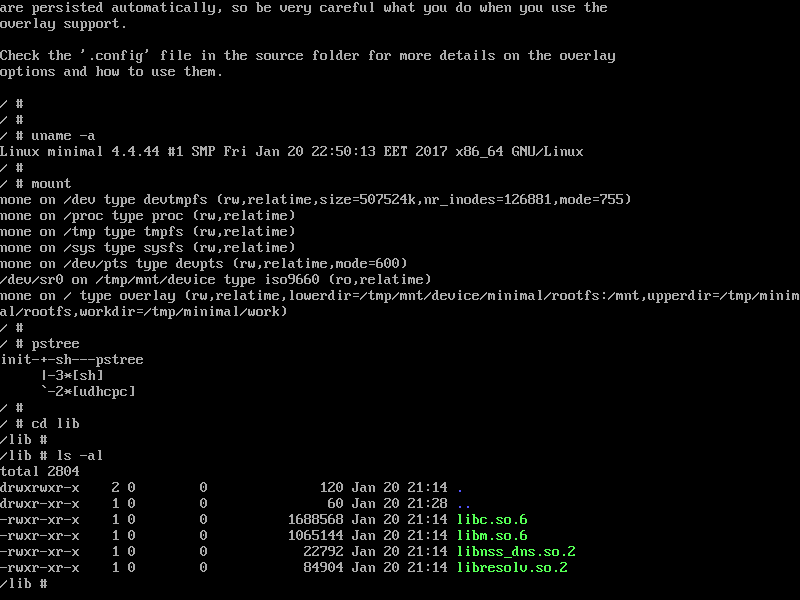 are persisted automatically, so be very careful what you do when you use the
overlay support.
Check the '.config' file in the source folder for more details on the overlay
options and how to use them.
/ #
/ #
/ # uname -a
Linux minimal 4.4.44 #1 SMP Fri Jan 20 22:50:13 EET 2017 x86_64 GNU/Linux
/ #
/ # mount
none on /dev type devtmpfs (rw,relatime,size=507524k,nr_inodes=126881,mode=755)
none on /proc type proc (rw,relatime)
none on /tmp type tmpfs (rw,relatime)
none on /sys type sysfs (rw,relatime)
none on /dev/pts type devpts (rw,relatime,mode=600)
/dev/sr0 on /tmp/mnt/device type iso9660 (ro,relatime)
none on / type overlay (rw,relatime,lowerdir=/tmp/mnt/device/minimal/rootfs:/mnt,upperdir=/tmp/minim
al/rootfs,workdir=/tmp/minimal/work)
/ #
/ # pstree
init-+-sh---pstree
     |-3*[sh]
     `-2*[udhcpc]
/ #
/ # cd lib
/lib #
/lib # ls -al
total 2804
drwxrwxr-x    2 0        0              120 Jan 20 21:14 .
drwxr-xr-x    1 0        0               60 Jan 20 21:28 ..
-rwxr-xr-x    1 0        0          1688568 Jan 20 21:14 libc.so.6
-rwxr-xr-x    1 0        0          1065144 Jan 20 21:14 libm.so.6
-rwxr-xr-x    1 0        0            22792 Jan 20 21:14 libnss_dns.so.2
-rwxr-xr-x    1 0        0            84904 Jan 20 21:14 libresolv.so.2
/lib #